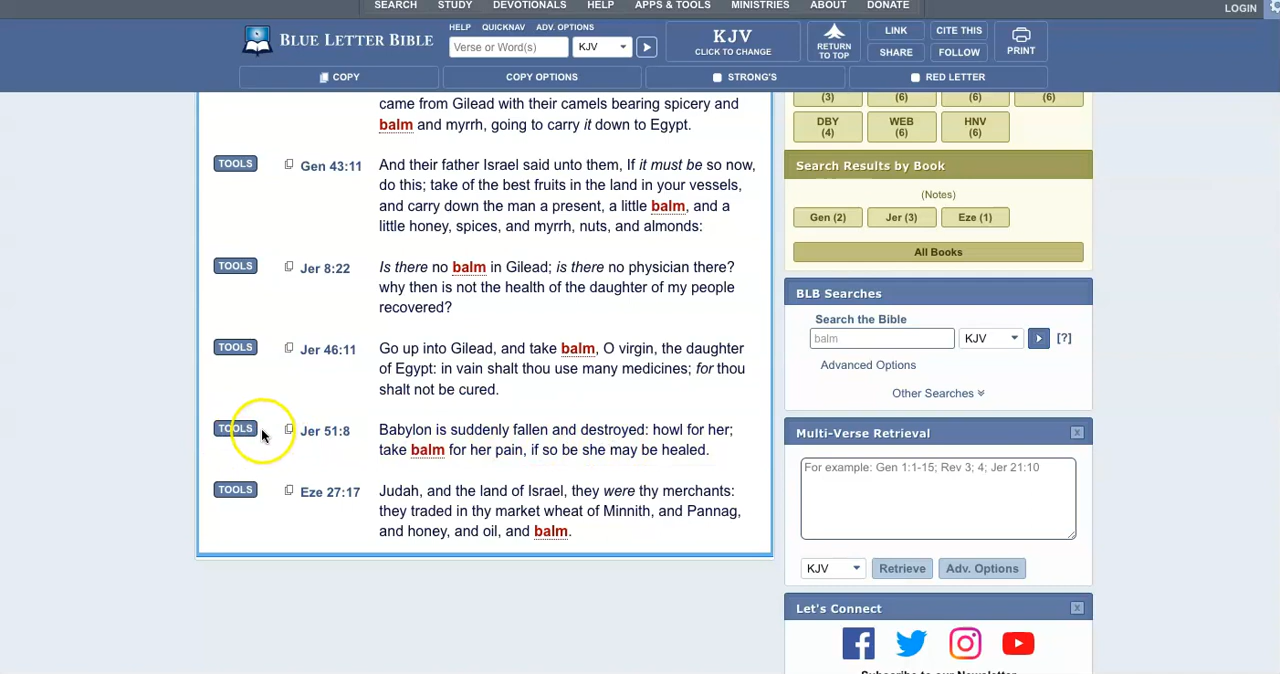 SEARCH STUDY DEVOTIONALS HELP APPS & TOOLS MINISTRIES ABOUT DONATE
LOGIN
BLUE LETTER BIBLE
HELP QUICKNAV ADV. OPTIONS
Verse or Word(s) KJV
KJV
CLICK TO CHANGE
RETURN
TO TOP
LINK
SHARE
CITE THIS
FOLLOW
PRINT
COPY
COPY OPTIONS
STRONG'S
RED LETTER
came from Gilead with their camels bearing spicery and
balm and myrrh, going to carry it down to Egypt.
TOOLS Gen 43:11 And their father Israel said unto them, If it must be so now,
do this; take of the best fruits in the land in your vessels,
and carry down the man a present, a little balm, and a
little honey, spices, and myrrh, nuts, and almonds:
TOOLS Jer 8:22 Is there no balm in Gilead; is there no physician there?
why then is not the health of the daughter of my people
recovered?
TOOLS Jer 46:11 Go up into Gilead, and take balm, O virgin, the daughter
of Egypt: in vain shalt thou use many medicines; for thou
shalt not be cured.
TOOLS Jer 51:8 Babylon is suddenly fallen and destroyed: howl for her;
take balm for her pain, if so be she may be healed.
TOOLS Eze 27:17 Judah, and the land of Israel, they were thy merchants:
they traded in thy market wheat of Minnith, and Pannag,
and honey, and oil, and balm.
(3) (6) (6) (6)
DBY WEB HNV
(4) (6) (6)
Search Results by Book
(Notes)
Gen (2) Jer (3) Eze (1)
All Books
BLB Searches
Search the Bible
balm KJV [?]
Advanced Options
Other Searches
Multi-Verse Retrieval X
For example: Gen 1:1-15; Rev 3; 4; Jer 21:10
KJV Retrieve Adv. Options
Let's Connect X
Subscribe to our Newsletter